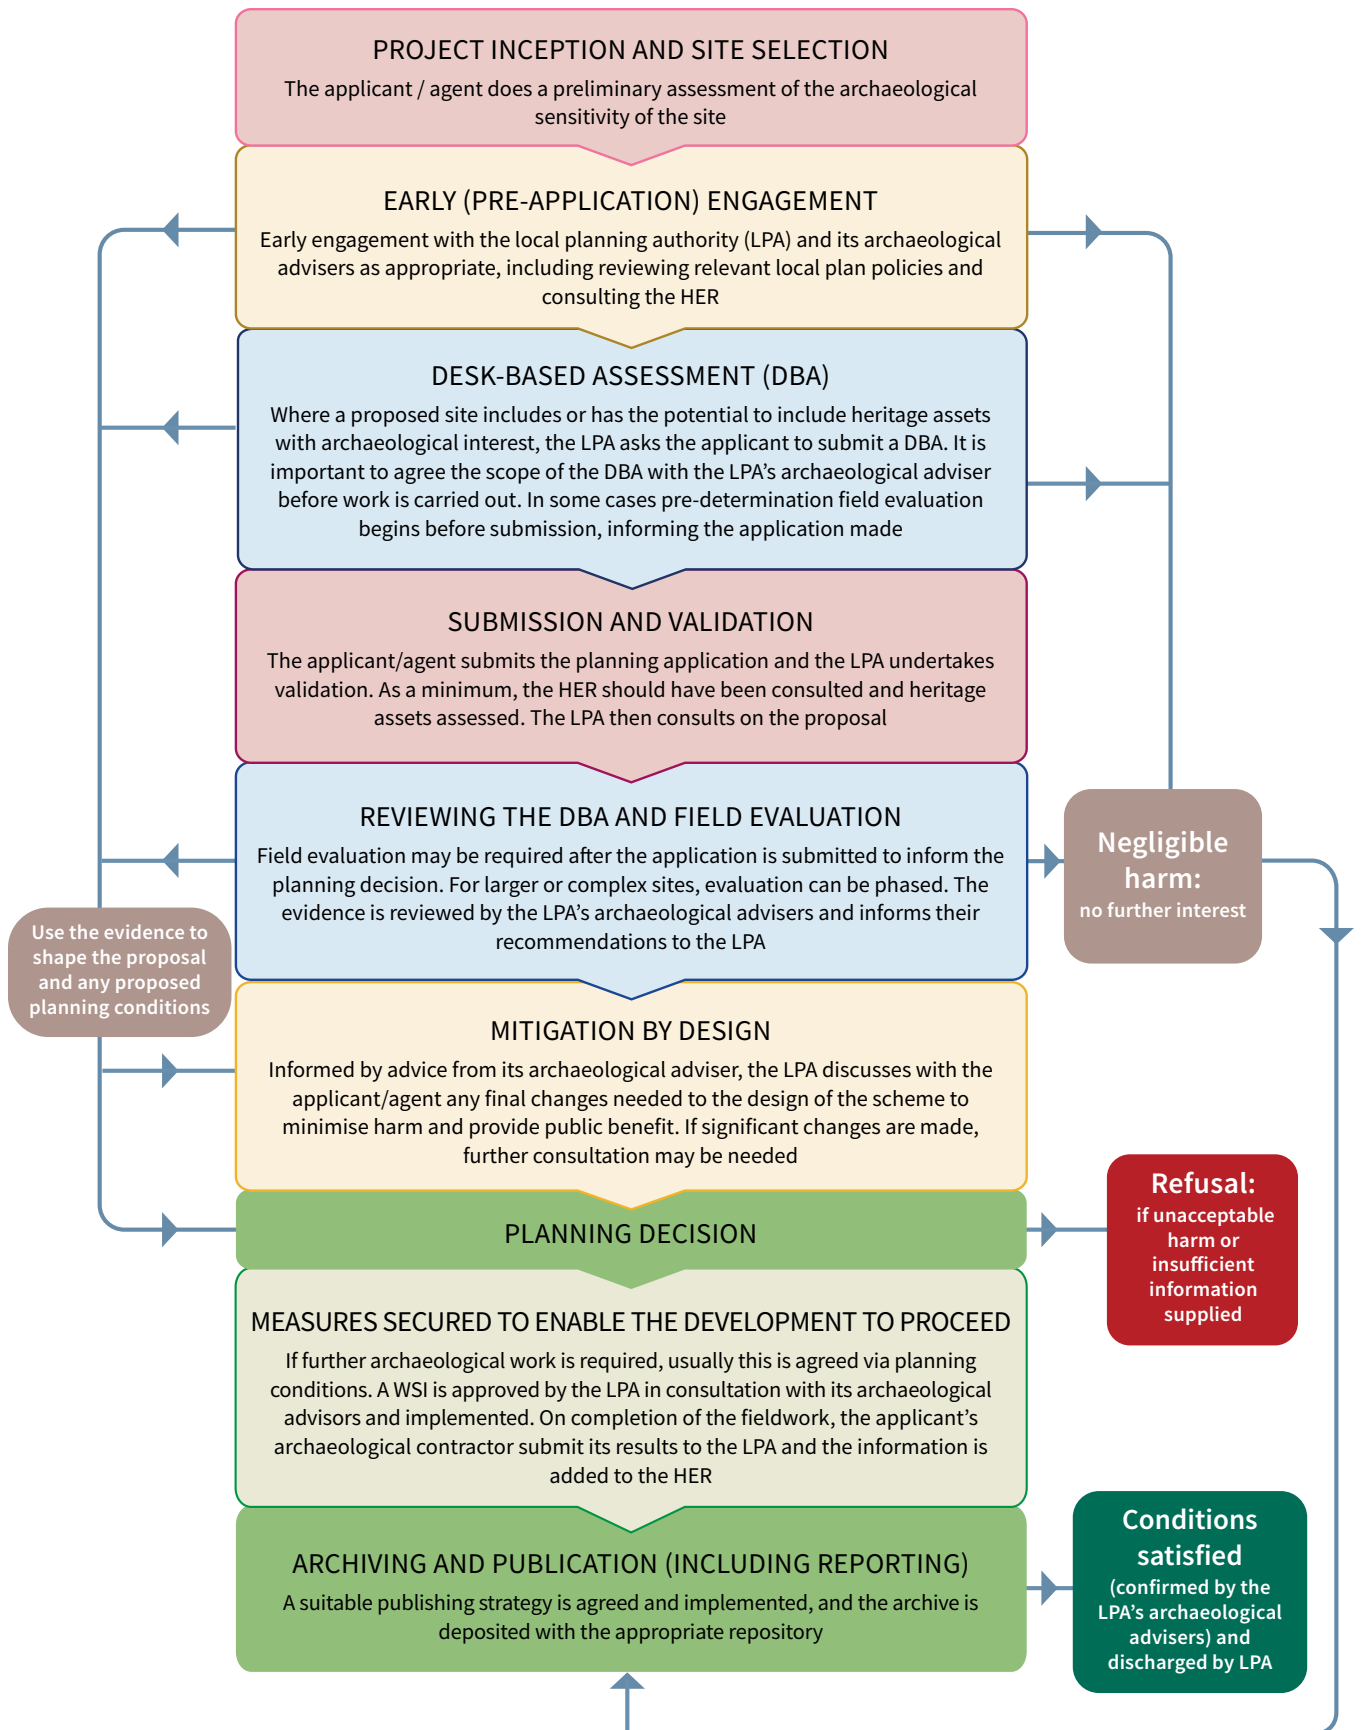 PROJECT INCEPTION AND SITE SELECTION
The applicant / agent does a preliminary assessment of the archaeological
sensitivity of the site
EARLY (PRE-APPLICATION) ENGAGEMENT
Early engagement with the local planning authority (LPA) and its archaeological
advisers as appropriate, including reviewing relevant local plan policies and
consulting the HER
DESK-BASED ASSESSMENT (DBA)
Where a proposed site includes or has the potential to include heritage assets
with archaeological interest, the LPA asks the applicant to submit a DBA. It is
important to agree the scope of the DBA with the LPA’s archaeological adviser
before work is carried out. In some cases pre-determination field evaluation
begins before submission, informing the application made
SUBMISSION AND VALIDATION
The applicant/agent submits the planning application and the LPA undertakes
validation. As a minimum, the HER should have been consulted and heritage
assets assessed. The LPA then consults on the proposal
REVIEWING THE DBA AND FIELD EVALUATION
Field evaluation may be required after the application is submitted to inform the
planning decision. For larger or complex sites, evaluation can be phased. The
evidence is reviewed by the LPA’s archaeological advisers and informs their
recommendations to the LPA
Negligible
harm:
no further interest
Use the evidence to
shape the proposal
and any proposed
planning conditions
MITIGATION BY DESIGN
Informed by advice from its archaeological adviser, the LPA discusses with the
applicant/agent any final changes needed to the design of the scheme to
minimise harm and provide public benefit. If significant changes are made,
further consultation may be needed
PLANNING DECISION
Refusal:
if unacceptable
harm or
insufficient
information
supplied
MEASURES SECURED TO ENABLE THE DEVELOPMENT TO PROCEED
If further archaeological work is required, usually this is agreed via planning
conditions. A WSI is approved by the LPA in consultation with its archaeological
advisors and implemented. On completion of the fieldwork, the applicant’s
archaeological contractor submit its results to the LPA and the information is
added to the HER
ARCHIVING AND PUBLICATION (INCLUDING REPORTING)
A suitable publishing strategy is agreed and implemented, and the archive is
deposited with the appropriate repository
Conditions
satisfied
(confirmed by the
LPA’s archaeological
advisers) and
discharged by LPA